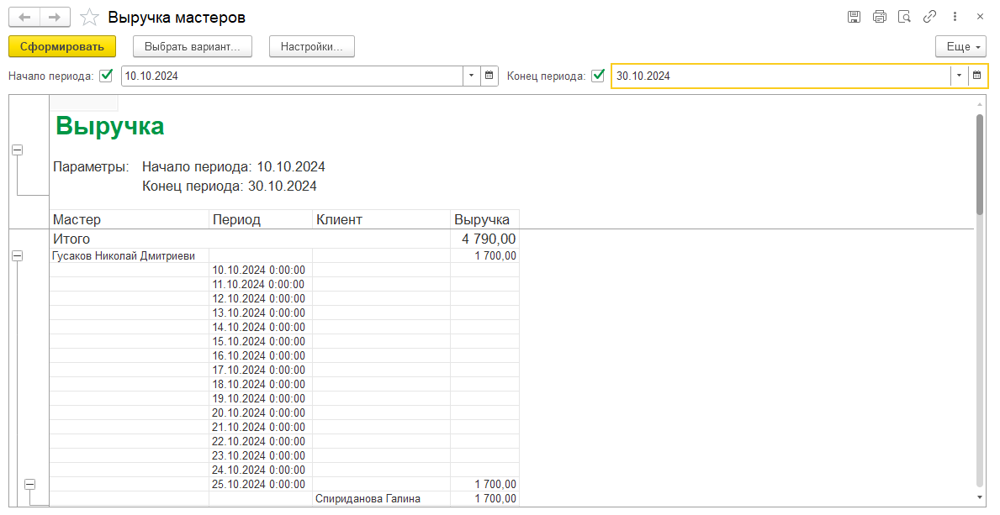 Выручка мастеров
Сформировать Выбрать вариант... Настройки... Еще
Начало периода: 10.10.2024 Конец периода: 30.10.2024
Выручка
Параметры: Начало периода: 10.10.2024
Конец периода: 30.10.2024
Мастер Период Клиент Выручка
Итого 4 790,00
Гусаков Николай Дмитриеви 1 700,00
10.10.2024 0:00:00
11.10.2024 0:00:00
12.10.2024 0:00:00
13.10.2024 0:00:00
14.10.2024 0:00:00
15.10.2024 0:00:00
16.10.2024 0:00:00
17.10.2024 0:00:00
18.10.2024 0:00:00
19.10.2024 0:00:00
20.10.2024 0:00:00
21.10.2024 0:00:00
22.10.2024 0:00:00
23.10.2024 0:00:00
24.10.2024 0:00:00
25.10.2024 0:00:00 1 700,00
Спириданова Галина 1 700,00